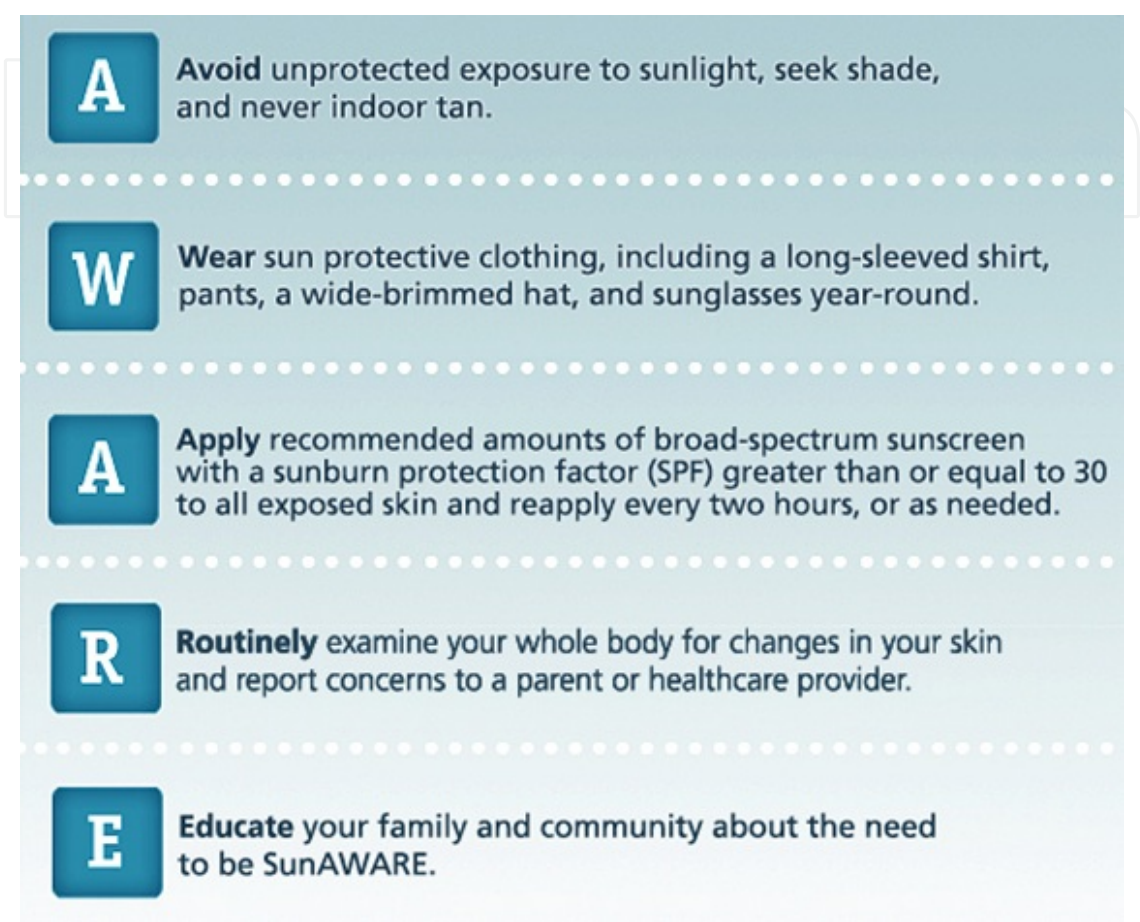 A
Avoid unprotected exposure to sunlight, seek shade,
and never indoor tan.
W
Wear sun protective clothing, including a long-sleeved shirt,
pants, a wide-brimmed hat, and sunglasses year-round.
A
Apply recommended amounts of broad-spectrum sunscreen
with a sunburn protection factor (SPF) greater than or equal to 30
to all exposed skin and reapply every two hours, or as needed.
R
Routinely examine your whole body for changes in your skin
and report concerns to a parent or healthcare provider.
E
Educate your family and community about the need
to be SunAWARE.